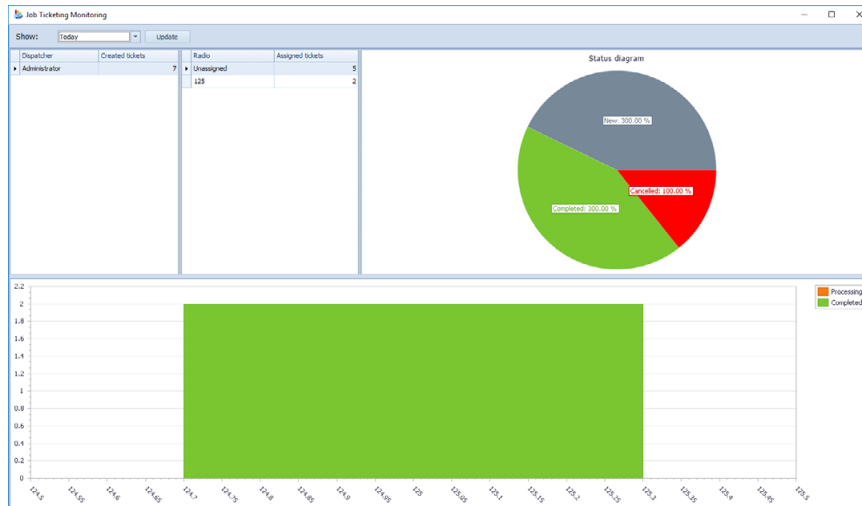 Job Ticketing Monitoring
Show: Today Update
Dispatcher Created tickets
Administrator 7
Radio Assigned tickets
Unassigned 5
125 2
Status diagram
New: 300.00 %
Cancelled: 100.00 %
Completed: 300.00 %
2.2
2
1.8
1.6
1.4
1.2
1
0.8
0.6
0.4
0.2
0
124.5 124.55 124.6 124.65 124.7 124.75 124.8 124.85 124.9 124.95 125 125.05 125.1 125.15 125.2 125.25 125.3 125.35 125.4 125.45 125.5
Processing
Completed